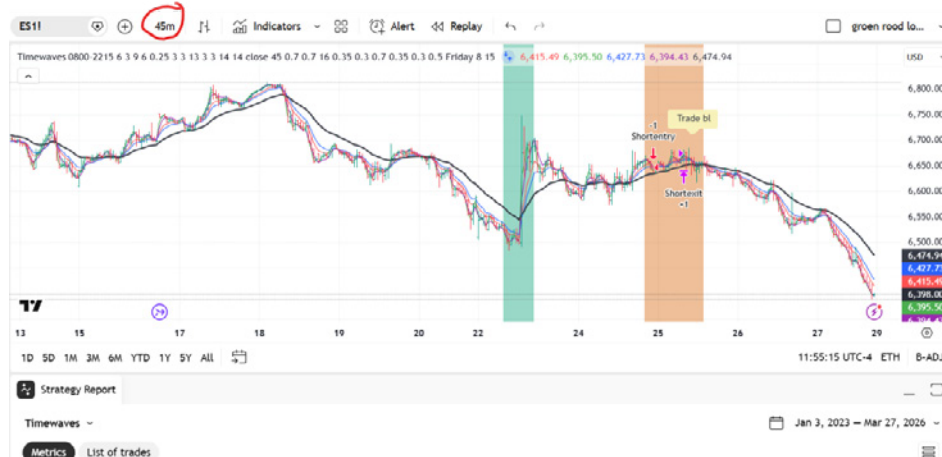 ES1! 45m Indicators Alert Replay groen rood lo...
Timewaves 0800-2215 6 3 9 6 0.25 3 3 13 3 3 14 14 close 45 0.7 0.7 16 0.35 0.3 0.7 0.35 0.3 0.5 Friday 8 15 6,415.49 6,395.50 6,427.73 6,394.43 6,474.94 USD
6,800.00
6,750.00
Trade bl
-1
Shortentry
6,700.00
6,650.00
Shortexit
+1
6,600.00
6,550.00
6,500.00
6,474.94
6,427.73
6,415.49
6,398.00
6,395.50
6,394.43
13 15 17 18 19 20 22 24 25 26 27 29
1D 5D 1M 3M 6M YTD 1Y 5Y All 11:55:15 UTC-4 ETH B-ADJ
Strategy Report
Timewaves Jan 3, 2023 — Mar 27, 2026
Metrics List of trades